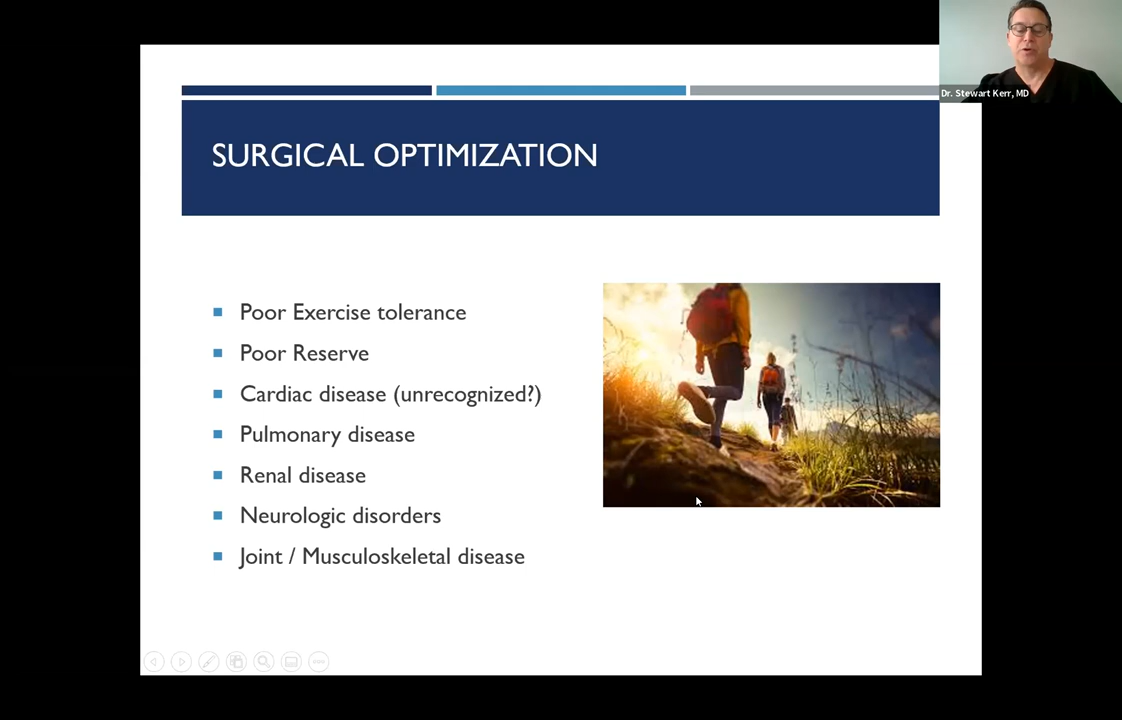 SURGICAL OPTIMIZATION
Poor Exercise tolerance
Poor Reserve
Cardiac disease (unrecognized?)
Pulmonary disease
Renal disease
Neurologic disorders
Joint / Musculoskeletal disease
Dr. Stewart Kerr, MD